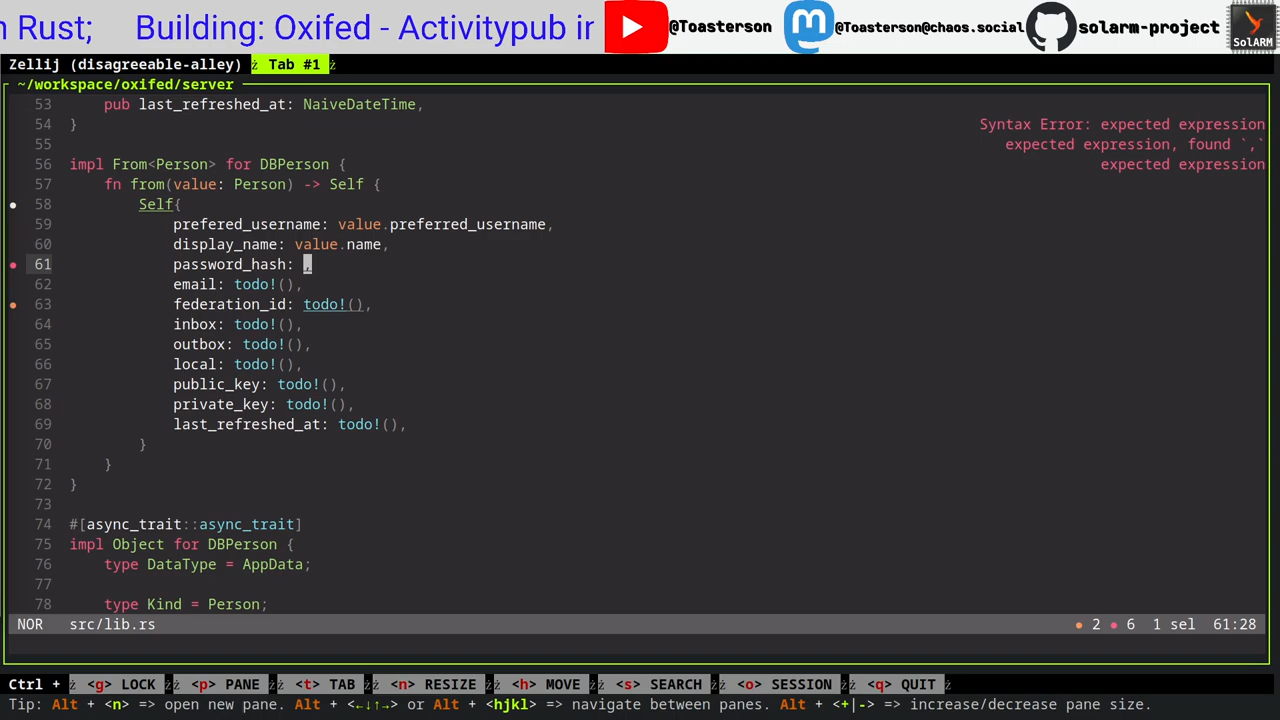 n Rust;    Building: Oxifed - Activitypub ir
@Toasterson
@Toasterson@chaos.social
solarm-project
SolARM
Zellij (disagreeable-alley)  Tab #1
~/workspace/oxifed/server
53 pub last_refreshed_at: NaiveDateTime,
54 }
Syntax Error: expected expression
55
expected expression, found `,`
56 impl From<Person> for DBPerson {
expected expression
57 fn from(value: Person) -> Self {
58 Self{
59 prefered_username: value.preferred_username,
60 display_name: value.name,
61 password_hash: ,
62 email: todo!(),
63 federation_id: todo!(),
64 inbox: todo!(),
65 outbox: todo!(),
66 local: todo!(),
67 public_key: todo!(),
68 private_key: todo!(),
69 last_refreshed_at: todo!(),
70 }
71 }
72 }
73
74 #[async_trait::async_trait]
75 impl Object for DBPerson {
76 type DataType = AppData;
77
78 type Kind = Person;
NOR src/lib.rs ● 2 ● 6 1 sel 61:28
Ctrl + <g> LOCK <p> PANE <t> TAB <n> RESIZE <h> MOVE <s> SEARCH <o> SESSION <q> QUIT
Tip: Alt + <n> => open new pane. Alt + <←↓↑→> or Alt + <hjkl> => navigate between panes. Alt + <+|-> => increase/decrease pane size.